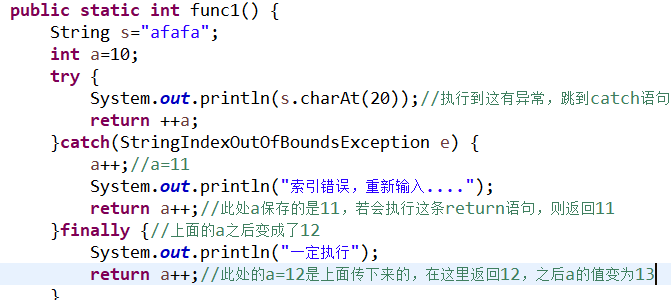 public static int func1() {
String s="afafa";
int a=10;
try {
System.out.println(s.charAt(20));//执行到这有异常，跳到catch语句
return ++a;
}catch(StringIndexOutOfBoundsException e) {
a++;//a=11
System.out.println("索引错误，重新输入....");
return a++;//此处a保存的是11，若会执行这条return语句，则返回11
}finally {//上面的a之后变成了12
System.out.println("一定执行");
return a++;//此处的a=12是上面传下来的，在这里返回12，之后a的值变为13
}